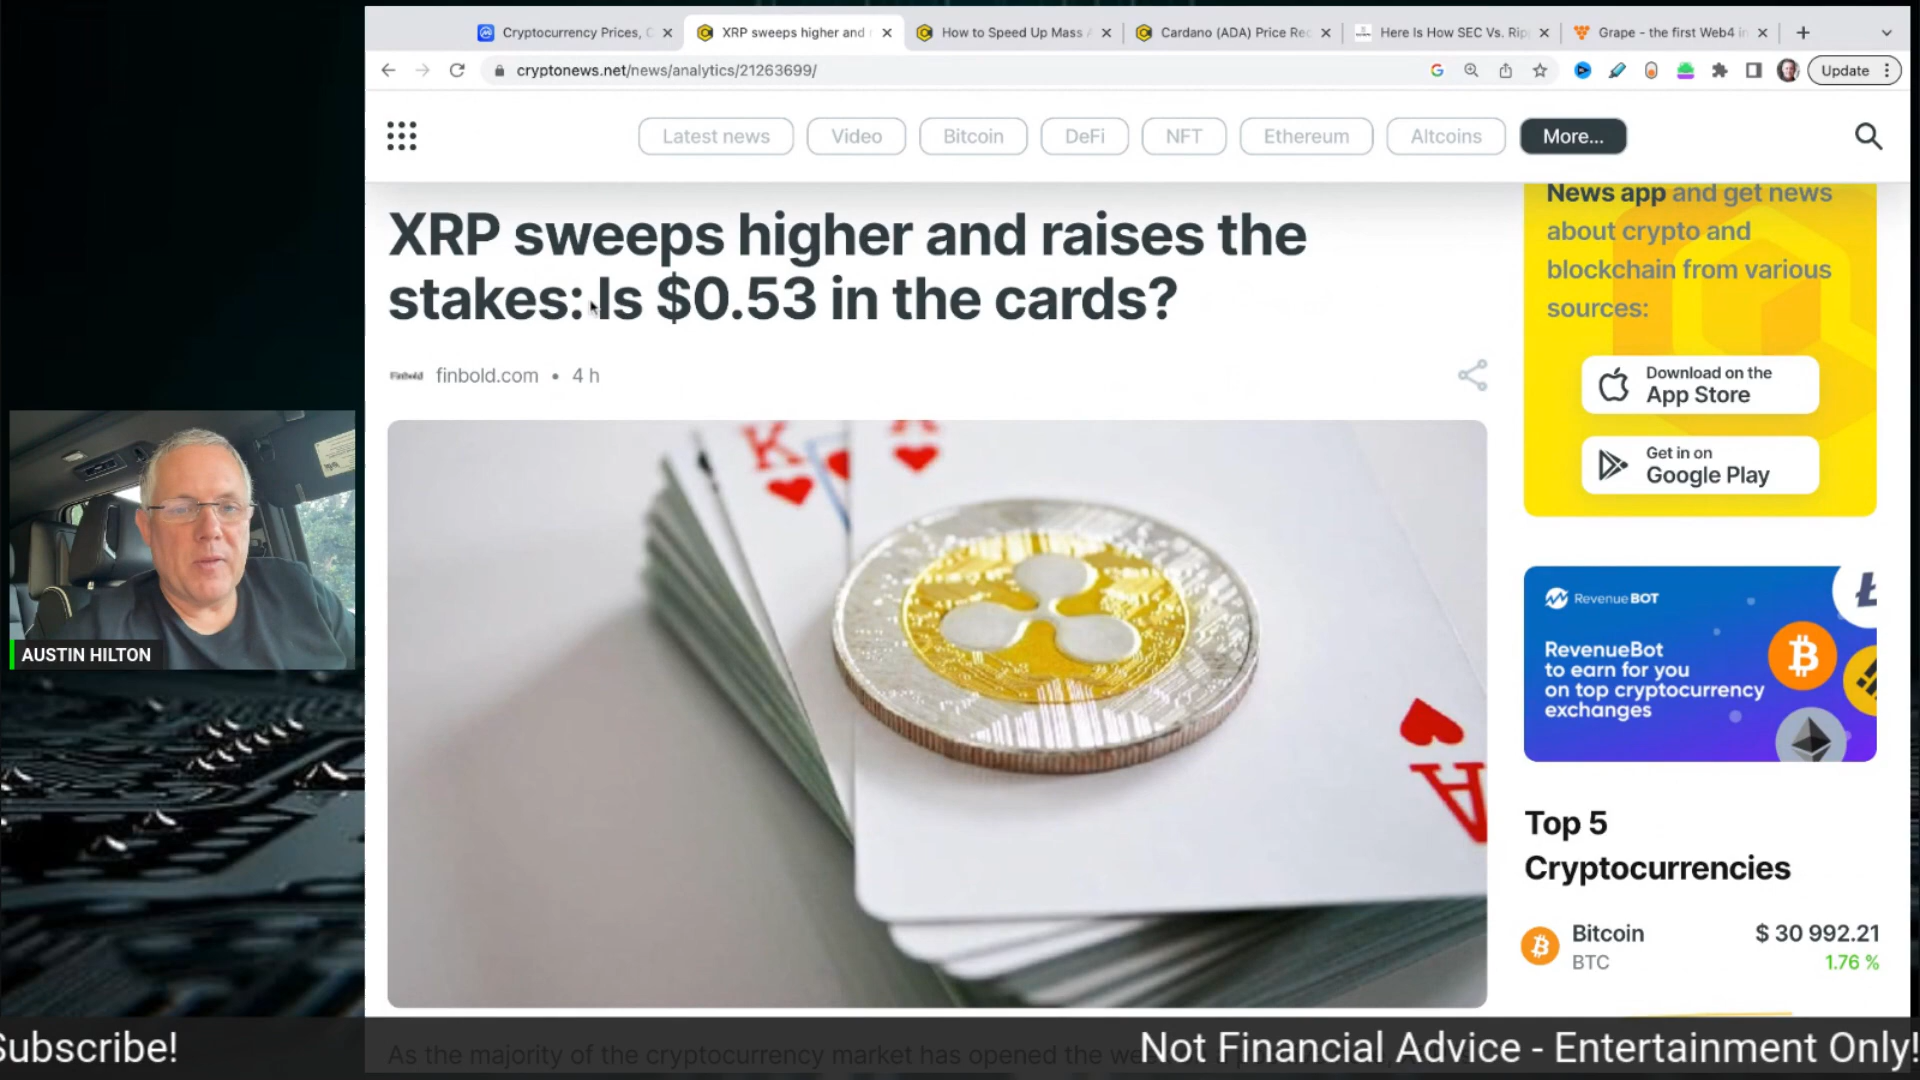 Cryptocurrency Prices, C
XRP sweeps higher and
How to Speed Up Mass
Cardano (ADA) Price Rec
Here Is How SEC Vs. Rip
Grape - the first Web4 in
cryptonews.net/news/analytics/21263699/
Update
Latest news
Video
Bitcoin
DeFi
NFT
Ethereum
Altcoins
More...
XRP sweeps higher and raises the
stakes: Is $0.53 in the cards?
Finbold
finbold.com • 4 h
K
A
News app and get news
about crypto and
blockchain from various
sources:
Download on the
App Store
Get in on
Google Play
RevenueBOT
RevenueBot
to earn for you
on top cryptocurrency
exchanges
Top 5
Cryptocurrencies
Bitcoin
$ 30 992.21
BTC
1.76 %
AUSTIN HILTON
As the majority of the cryptocurrency market has opened the
Subscribe!
Not Financial Advice - Entertainment Only!